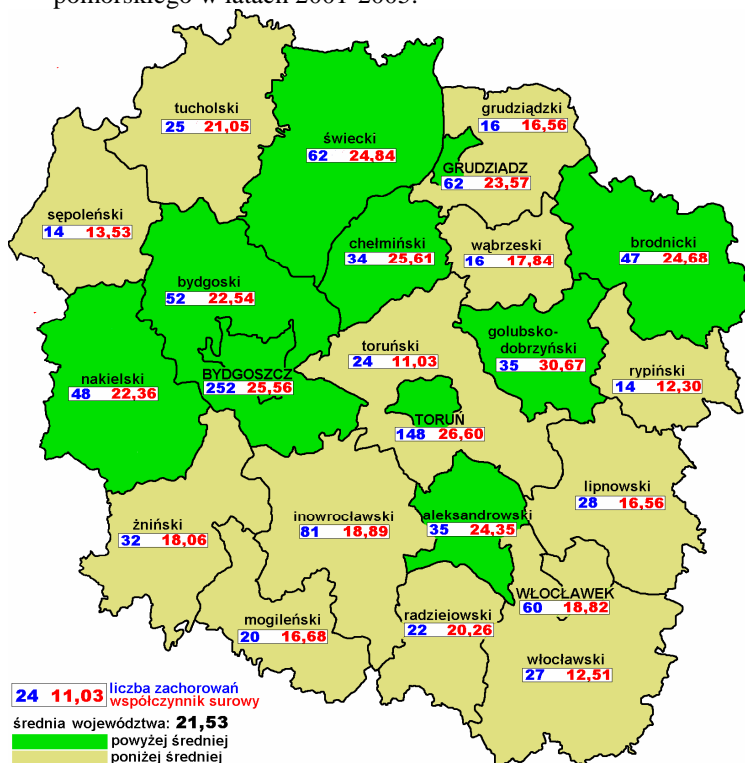 pomorskiego w latach 2001-2003.
tucholski
25 21,05
świecki
62 24,84
grudziądzki
16 16,56
GRUDZIĄDZ
62 23,57
sępoleński
14 13,53
chełmiński
34 25,61
wąbrzeski
16 17,84
brodnicki
47 24,68
bydgoski
52 22,54
toruński
24 11,03
golubsko-
dobrzyński
35 30,67
nakielski
48 22,36
BYDGOSZCZ
252 25,56
rypiński
14 12,30
TORUŃ
148 26,60
lipnowski
28 16,56
żniński
32 18,06
inowrocławski
81 18,89
aleksandrowski
35 24,35
WŁOCŁAWEK
60 18,82
mogileński
20 16,68
radziejowski
22 20,26
włocławski
27 12,51
24 11,03 liczba zachorowań
współczynnik surowy
średnia województwa: 21,53
powyżej średniej
poniżej średniej